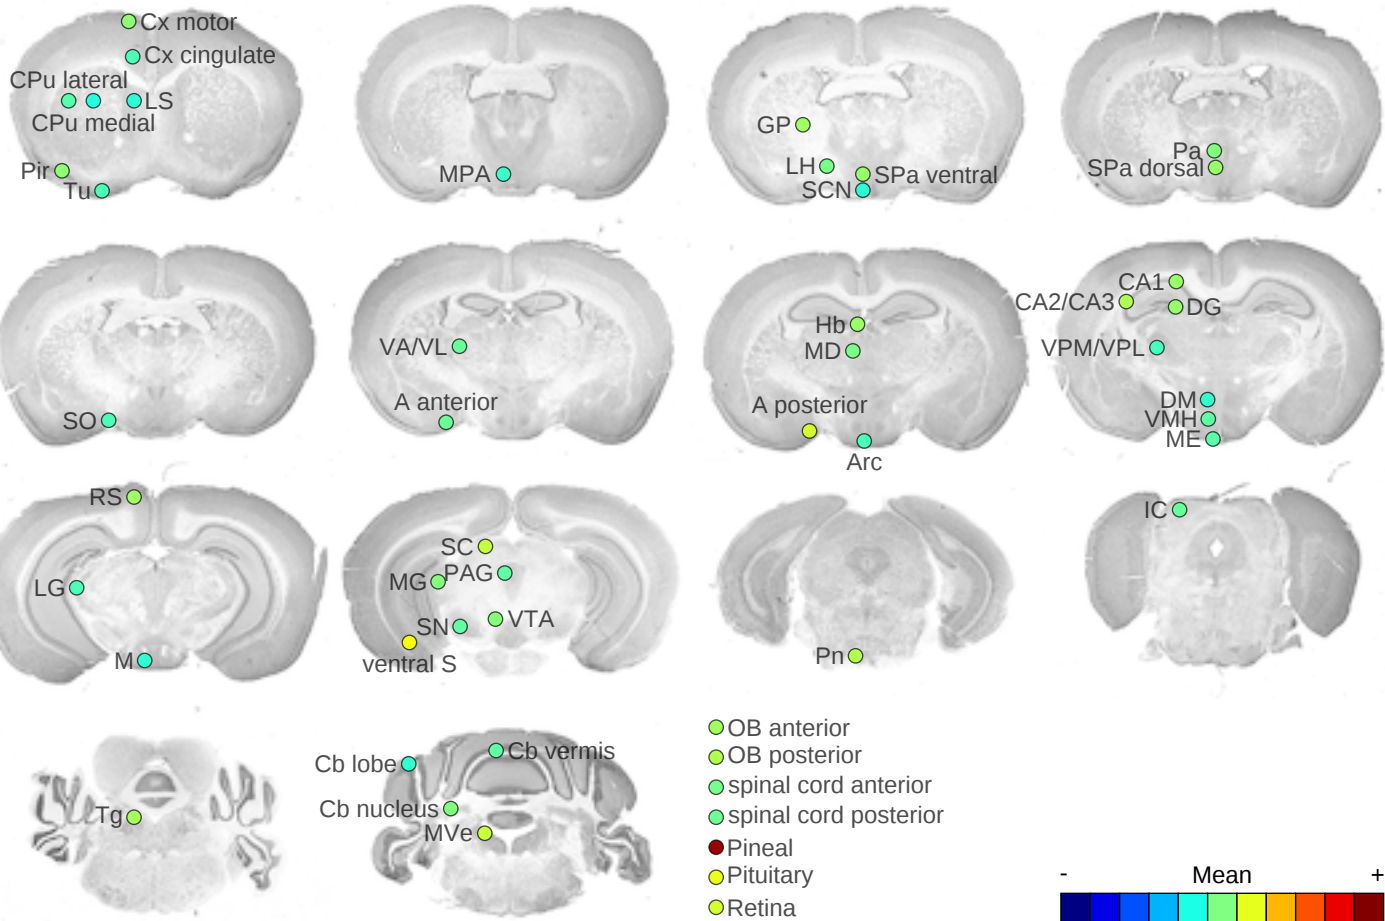 Cx motor
Cx cingulate
CPu lateral
LS
CPu medial
Pir
Tu
MPA
GP
LH
SPa ventral
SCN
Pa
SPa dorsal
SO
VA/VL
A anterior
Hb
MD
A posterior
Arc
CA1
CA2/CA3
DG
VPM/VPL
DM
VMH
ME
RS
LG
M
SC
MG
PAG
SN
VTA
ventral S
Pn
IC
Tg
Cb lobe
Cb vermis
Cb nucleus
MVe
OB anterior
OB posterior
spinal cord anterior
spinal cord posterior
Pineal
Pituitary
Retina
- Mean +